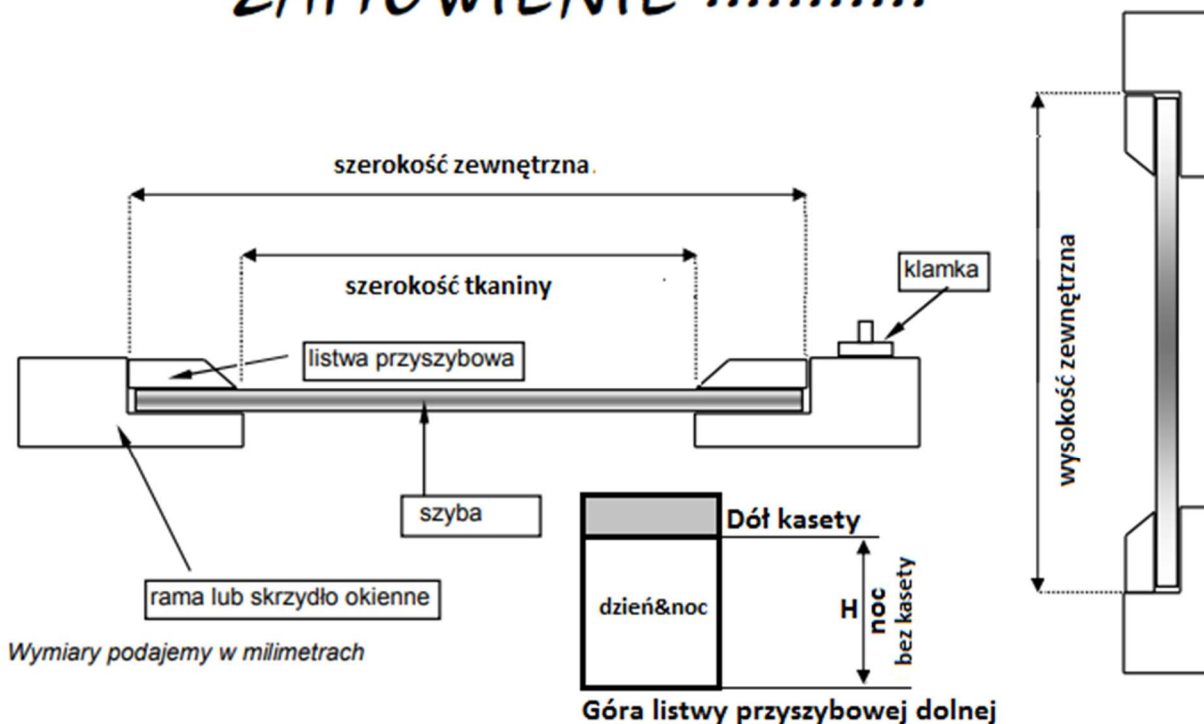 ZAMÓWIENIE ............
szerokość zewnętrzna.
szerokość tkaniny
klamka
listwa przyszybowa
wysokość zewnętrzna
szyba
Dół kasety
rama lub skrzydło okienne
dzień&noc
H
noc
bez kasety
Wymiary podajemy w milimetrach
Góra listwy przyszybowej dolnej